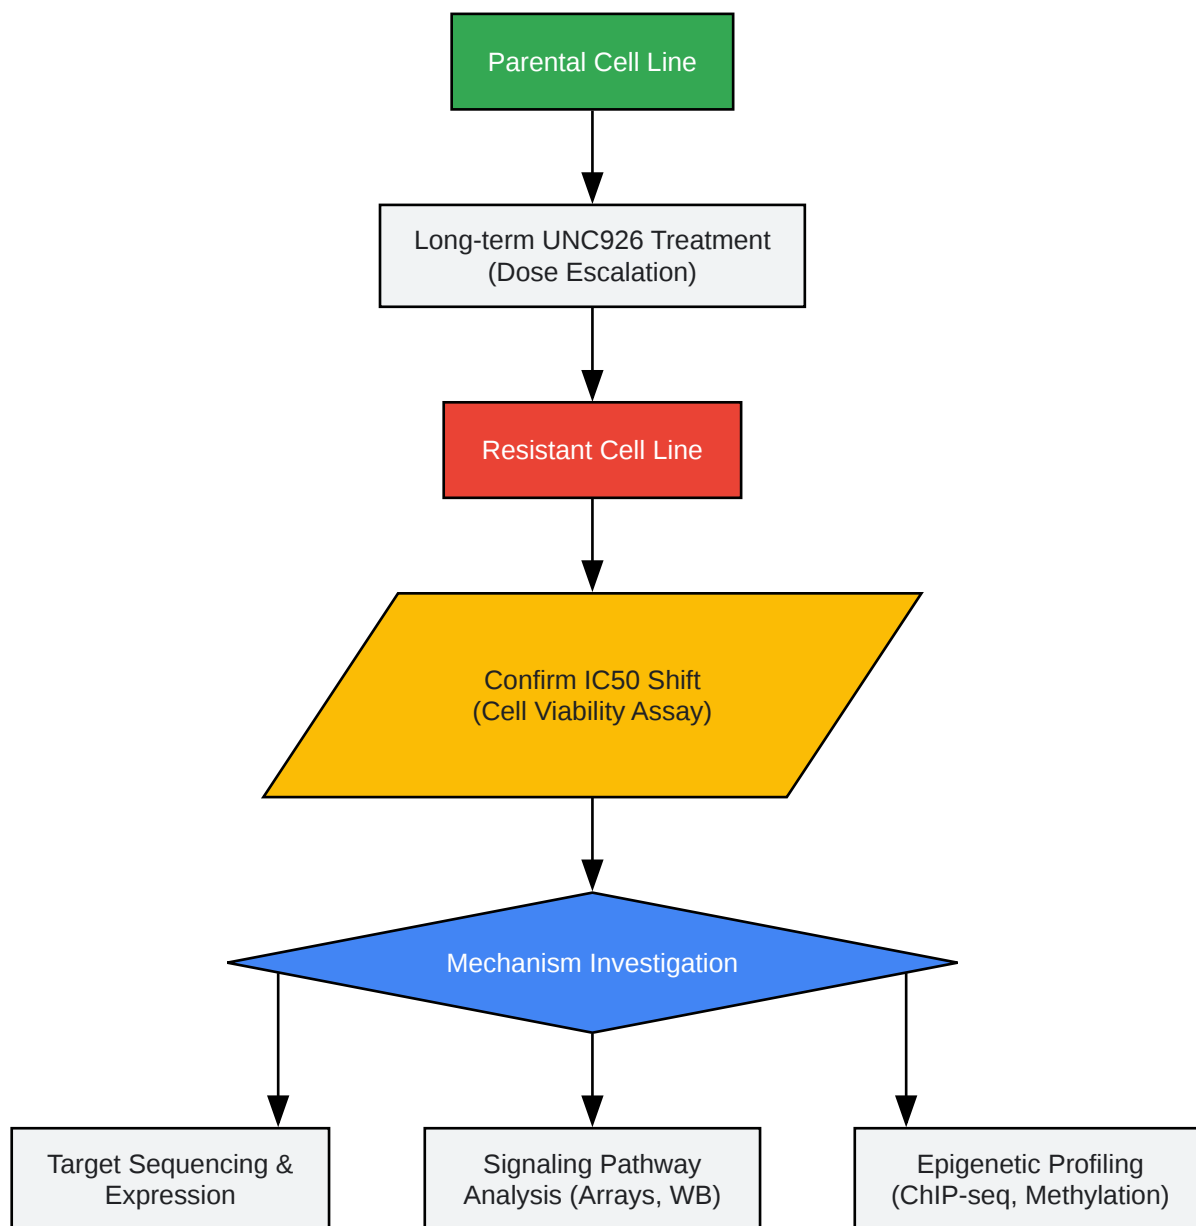 Parental Cell Line
Long-term UNC926 Treatment
(Dose Escalation)
Resistant Cell Line
Confirm IC50 Shift
(Cell Viability Assay)
Mechanism Investigation
Target Sequencing &
Expression
Signaling Pathway
Analysis (Arrays, WB)
Epigenetic Profiling
(ChIP-seq, Methylation)